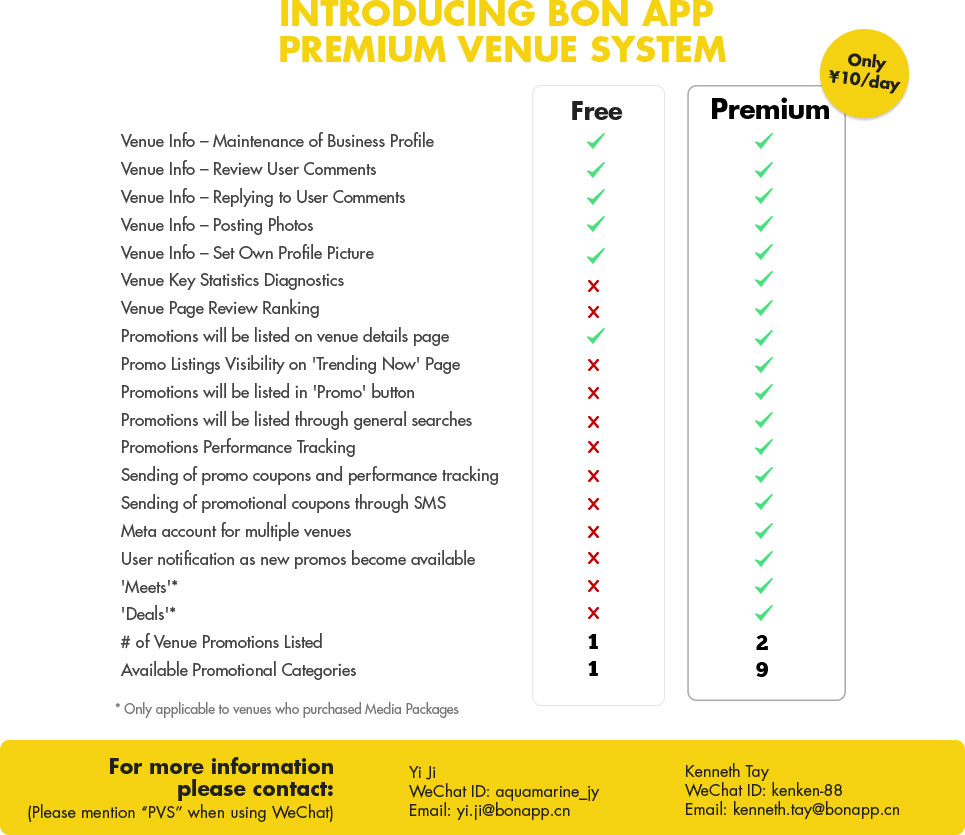 INTRODUCING BON APP
PREMIUM VENUE SYSTEM
Only
¥10/day
Free
Premium
Venue Info – Maintenance of Business Profile
Venue Info – Review User Comments
Venue Info – Replying to User Comments
Venue Info – Posting Photos
Venue Info – Set Own Profile Picture
Venue Key Statistics Diagnostics
Venue Page Review Ranking
Promotions will be listed on venue details page
Promo Listings Visibility on 'Trending Now' Page
Promotions will be listed in 'Promo' button
Promotions will be listed through general searches
Promotions Performance Tracking
Sending of promo coupons and performance tracking
Sending of promotional coupons through SMS
Meta account for multiple venues
User notification as new promos become available
'Meets'*
'Deals'*
# of Venue Promotions Listed 1 2
Available Promotional Categories 1 9
* Only applicable to venues who purchased Media Packages
For more information
please contact:
(Please mention “PVS” when using WeChat)
Yi Ji
WeChat ID: aquamarine_jy
Email: yi.ji@bonapp.cn
Kenneth Tay
WeChat ID: kenken-88
Email: kenneth.tay@bonapp.cn